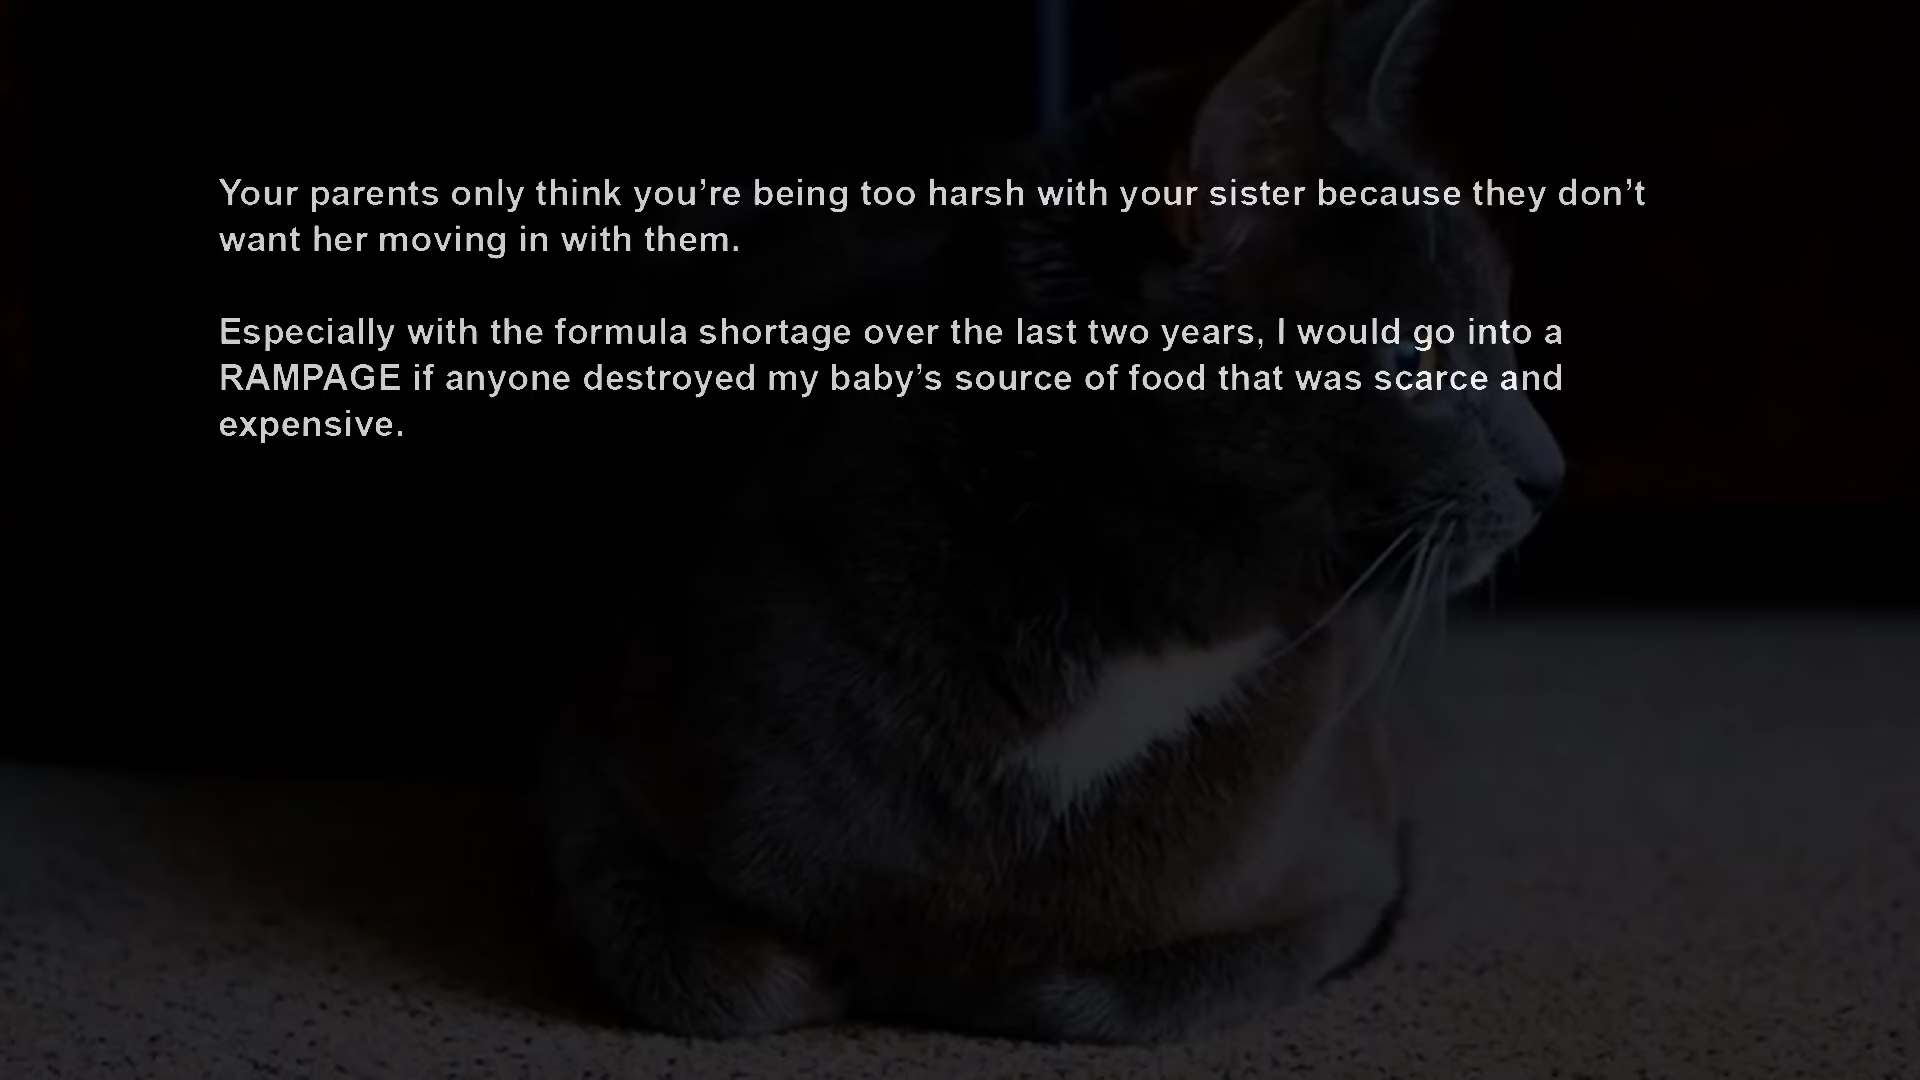 Your parents only think you’re being too harsh with your sister because they don’t
want her moving in with them.
Especially with the formula shortage over the last two years, I would go into a
RAMPAGE if anyone destroyed my baby’s source of food that was scarce and
expensive.